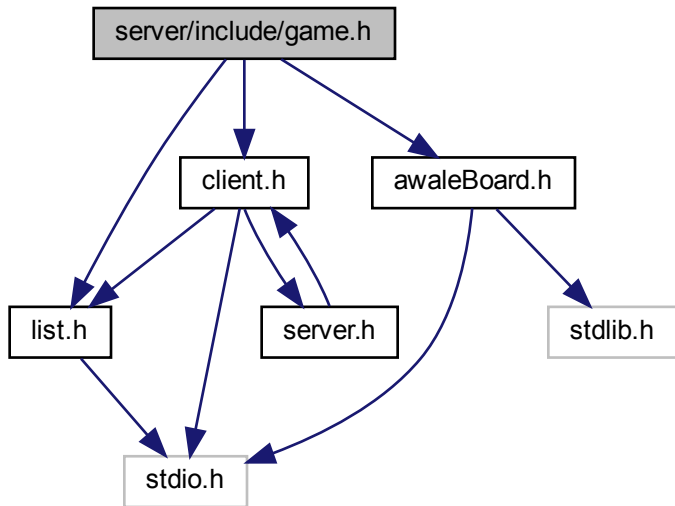 server/include/game.h
client.h
awaleBoard.h
list.h
server.h
stdlib.h
stdio.h